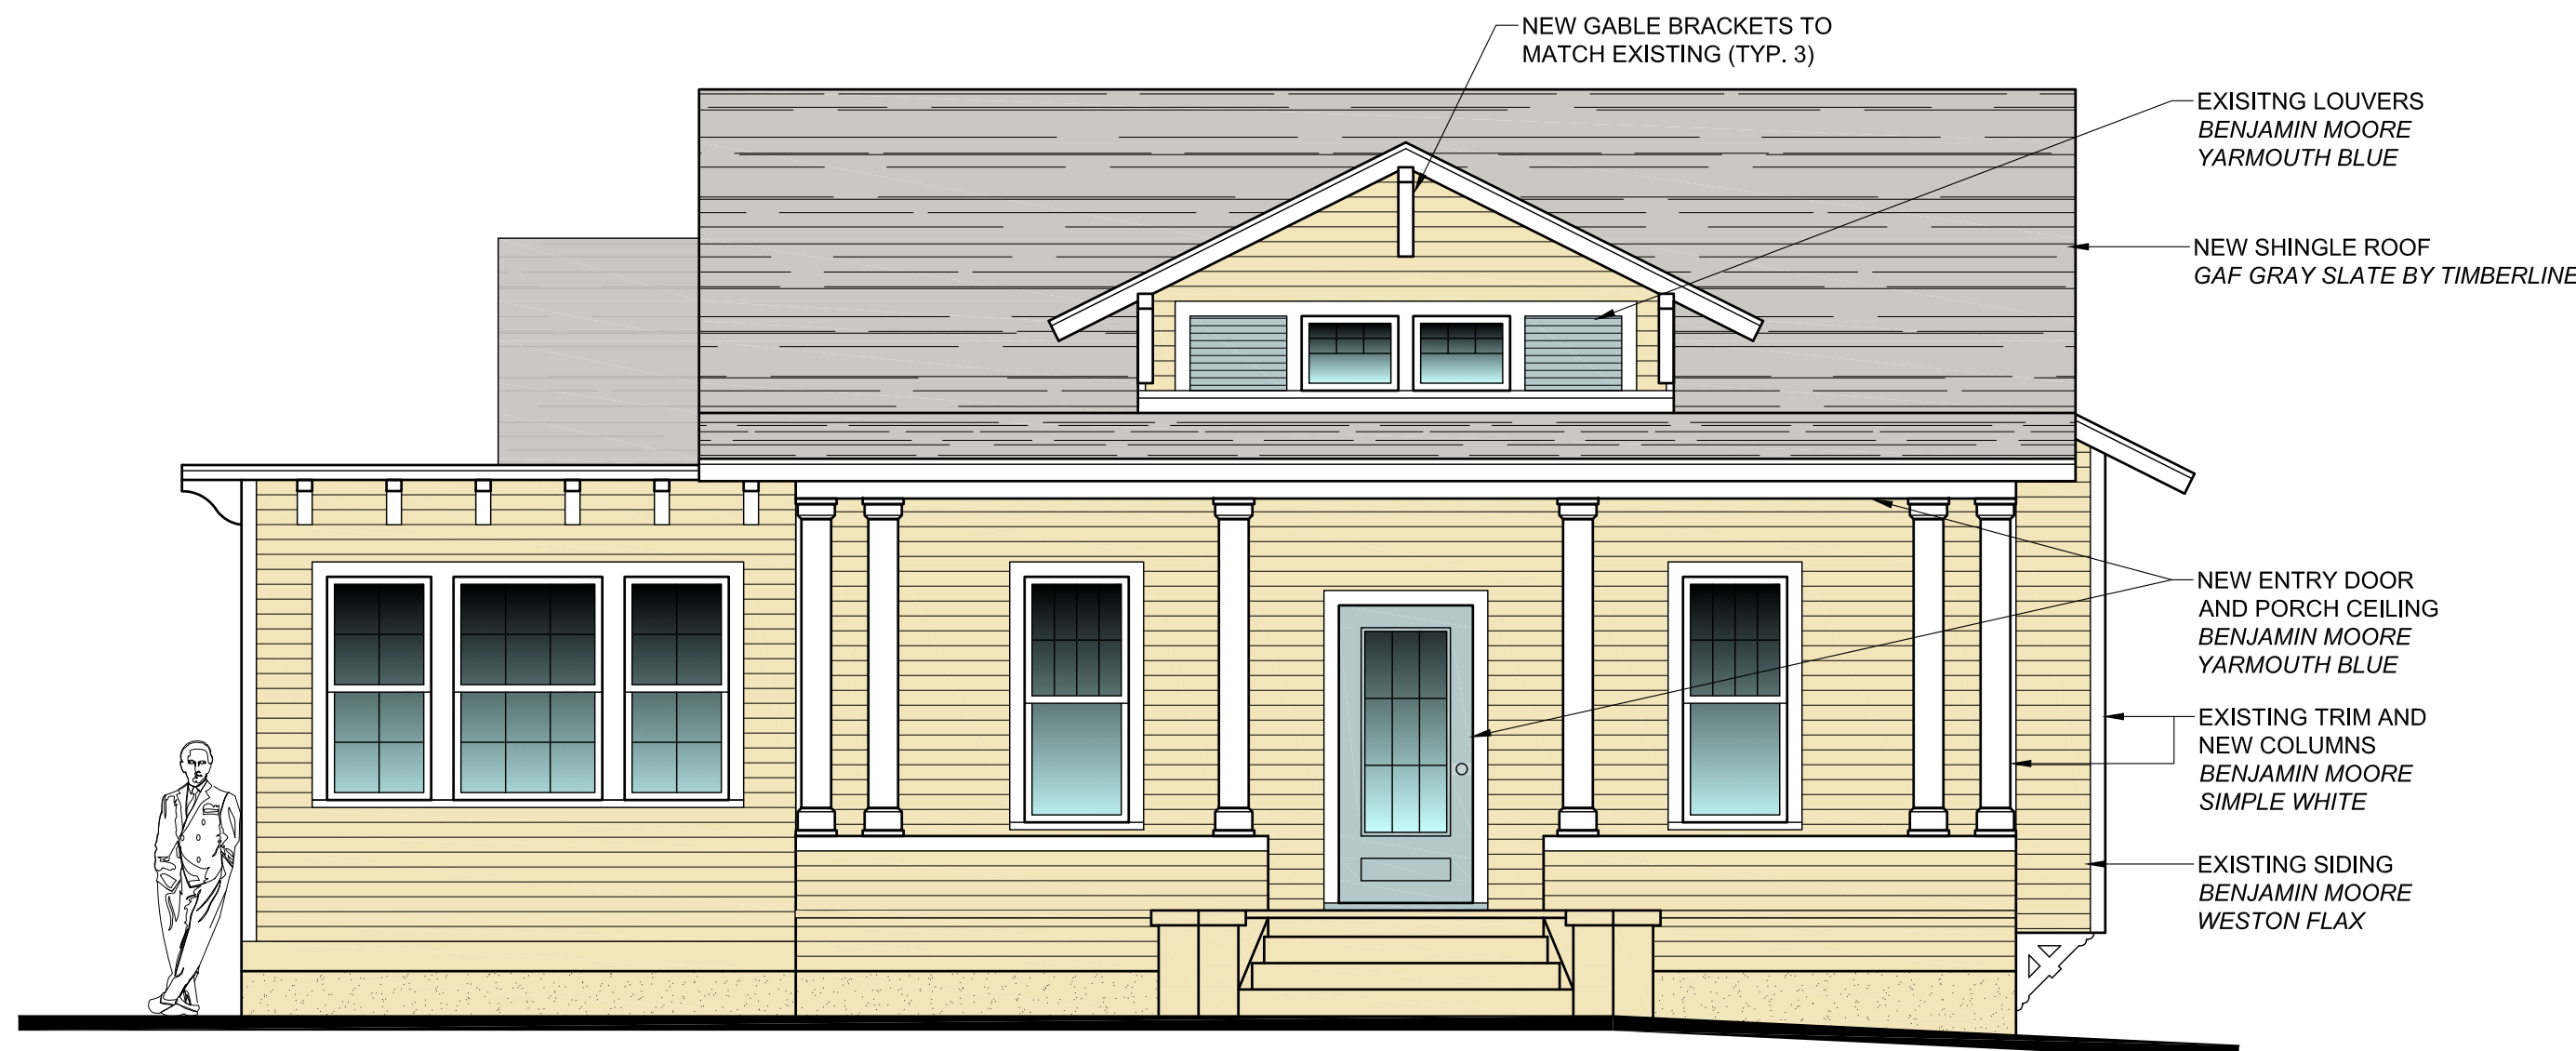 NEW GABLE BRACKETS TO
MATCH EXISTING (TYP. 3)
EXISITNG LOUVERS
BENJAMIN MOORE
YARMOUTH BLUE
NEW SHINGLE ROOF
GAF GRAY SLATE BY TIMBERLINE
NEW ENTRY DOOR
AND PORCH CEILING
BENJAMIN MOORE
YARMOUTH BLUE
EXISTING TRIM AND
NEW COLUMNS
BENJAMIN MOORE
SIMPLE WHITE
EXISTING SIDING
BENJAMIN MOORE
WESTON FLAX